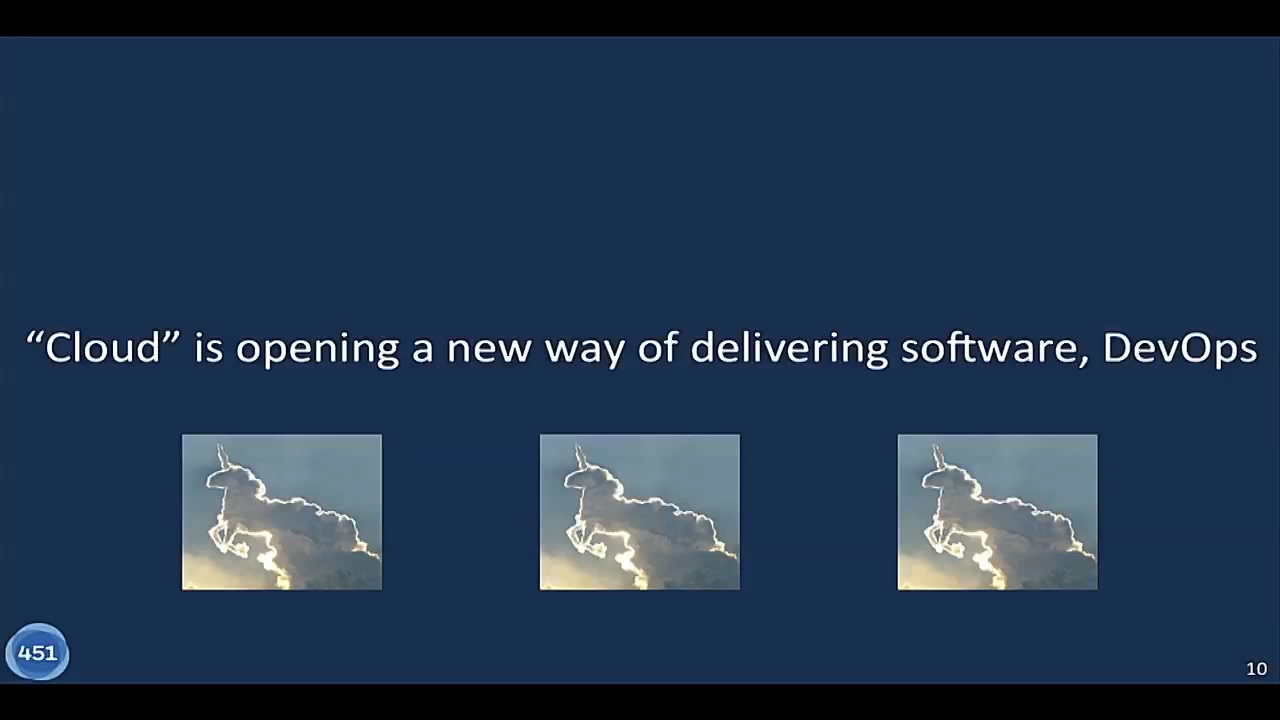 “Cloud” is opening a new way of delivering software, DevOps
451
10